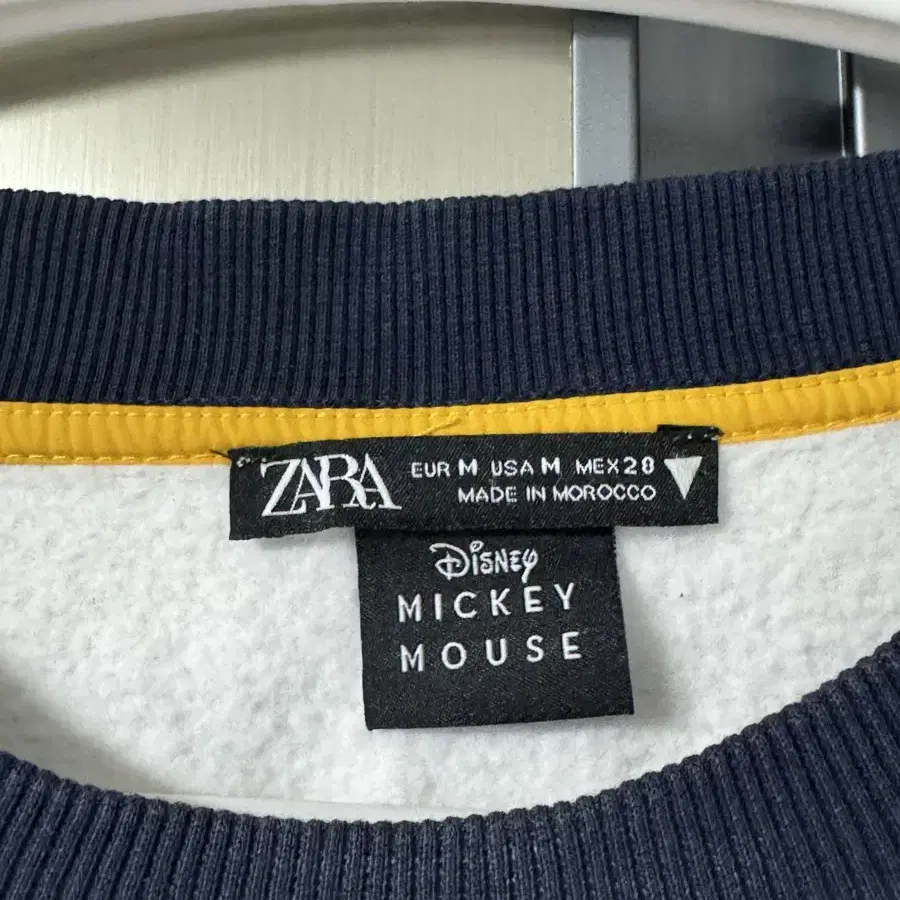 ZARA EUR M USA M MEX 28
MADE IN MOROCCO
Disney
MICKEY
MOUSE